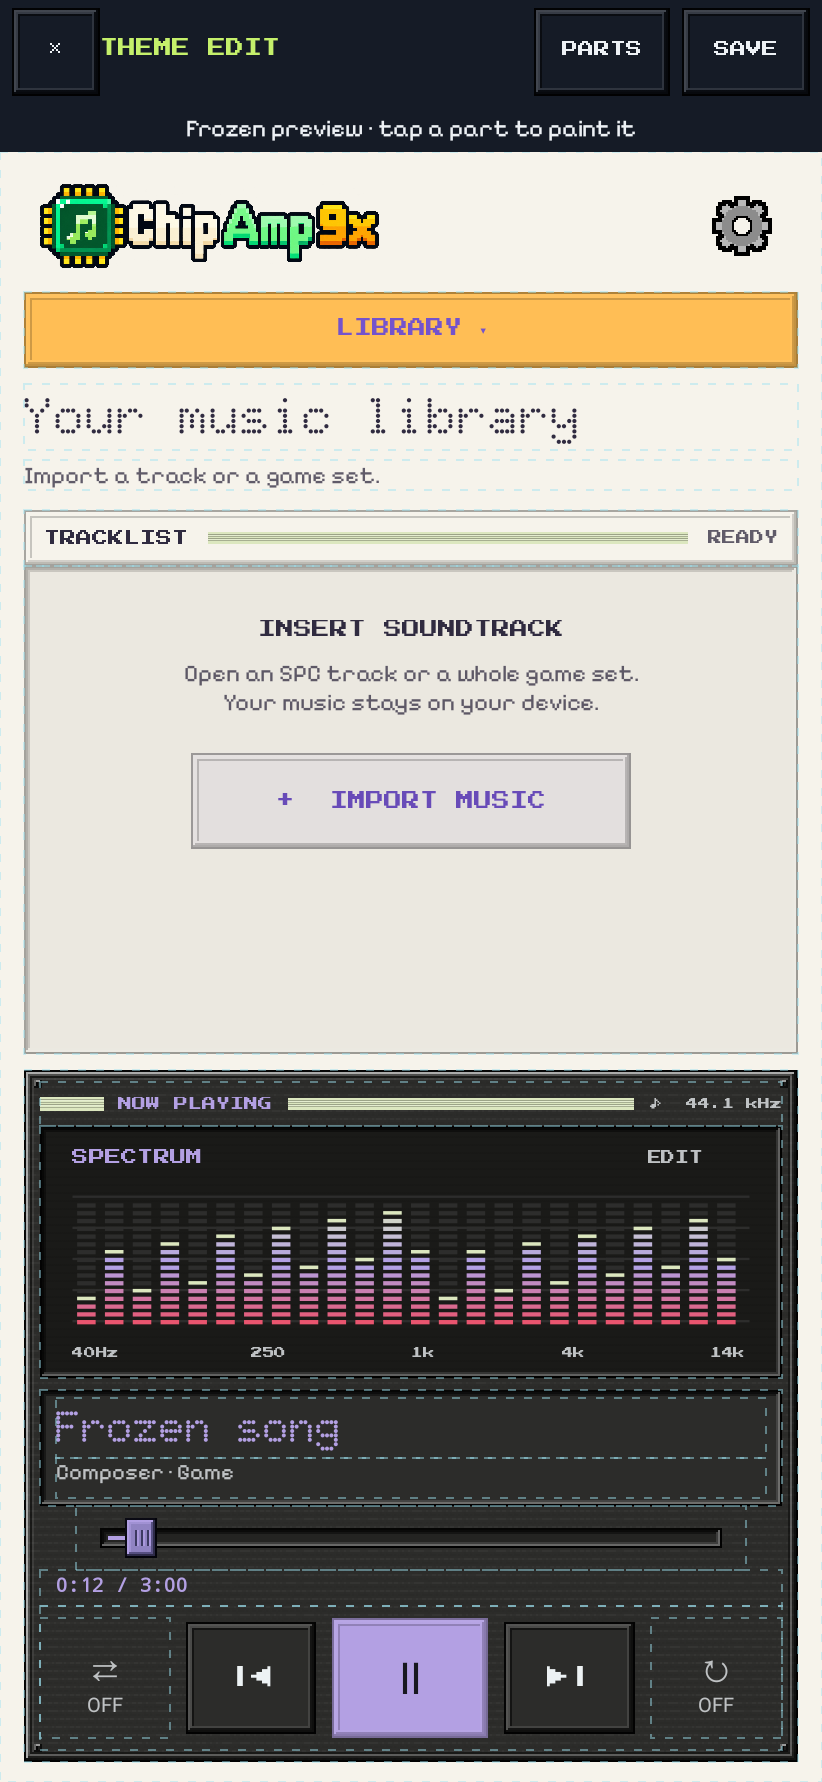 × THEME EDIT PARTS SAVE
Frozen preview · tap a part to paint it
ChipAmp9x
LIBRARY ▾
Your music library
Import a track or a game set.
TRACKLIST READY
INSERT SOUNDTRACK
Open an SPC track or a whole game set.
Your music stays on your device.
+ IMPORT MUSIC
NOW PLAYING ♪ 44.1 kHz
SPECTRUM EDIT
40Hz 250 1k 4k 14k
Frozen song
Composer · Game
0:12 / 3:00
OFF OFF